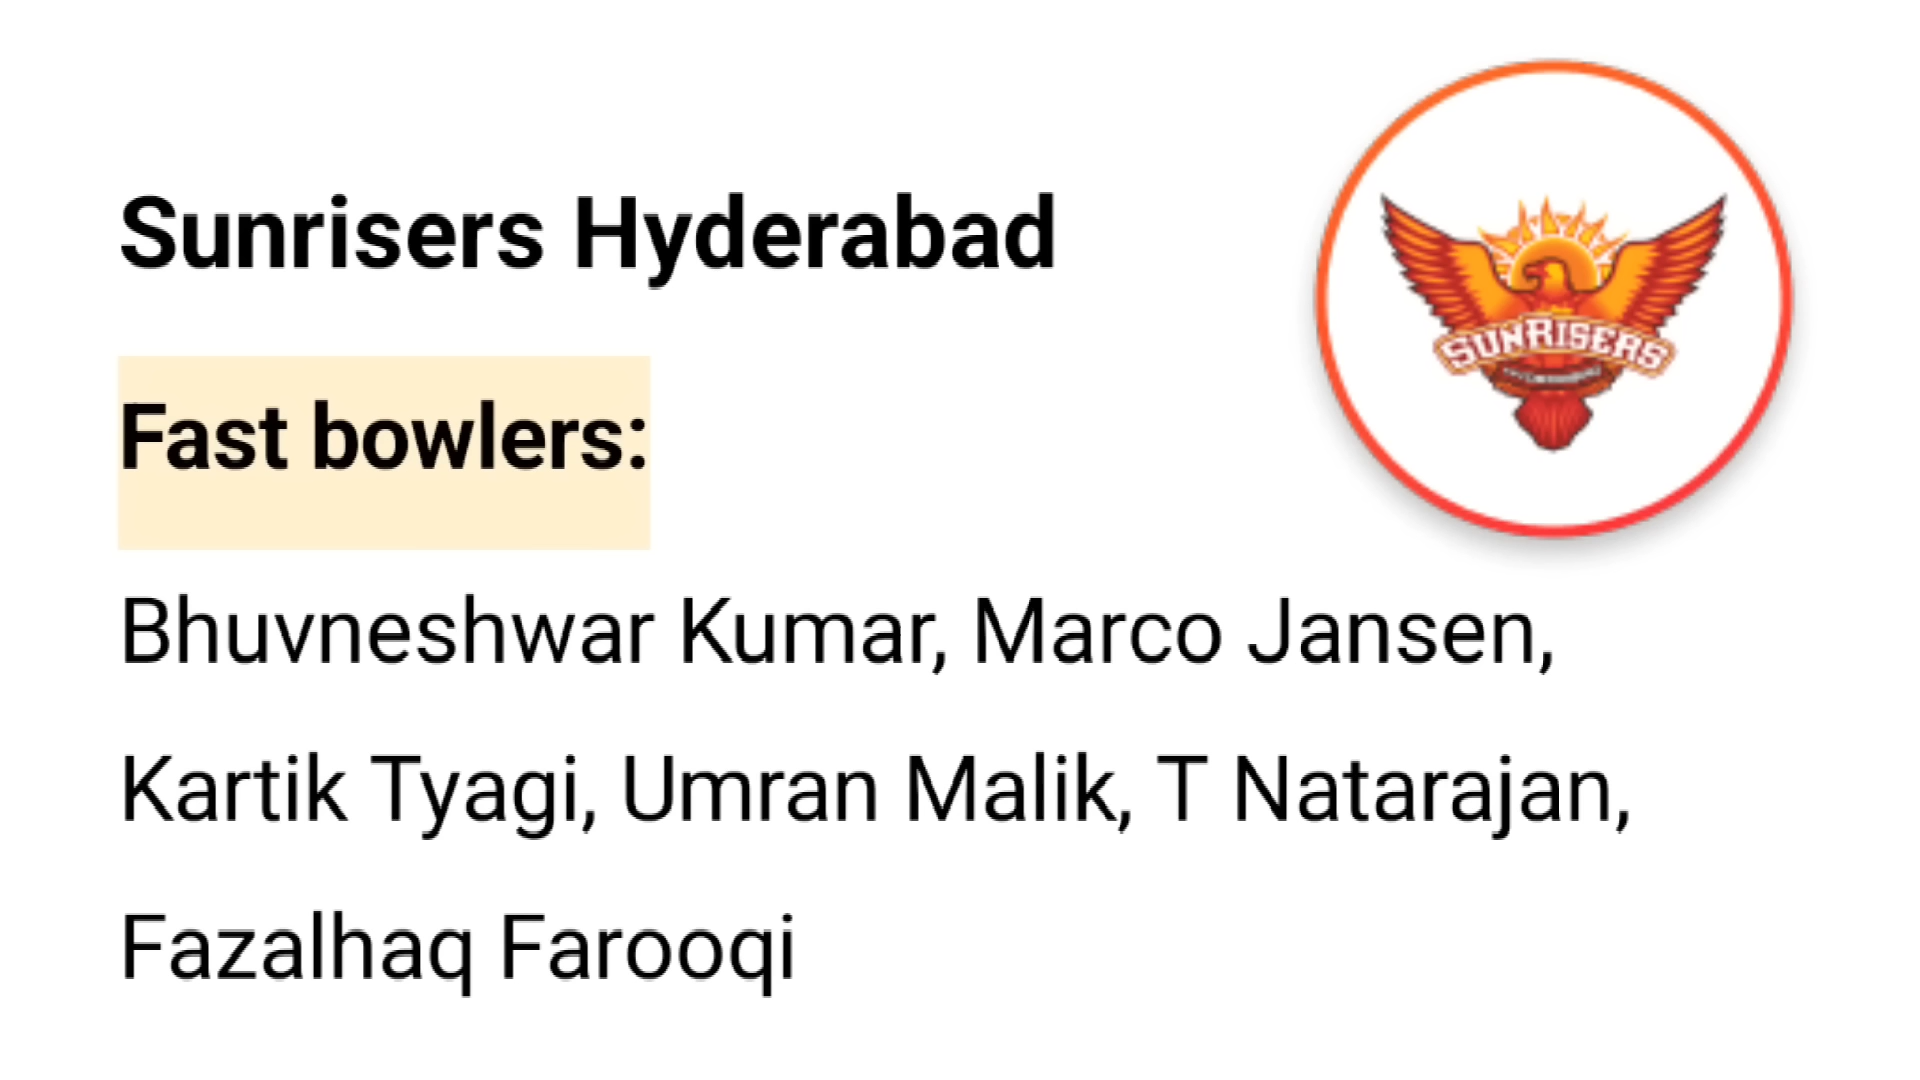 Sunrisers Hyderabad
SUNRISERS
Fast bowlers:
Bhuvneshwar Kumar, Marco Jansen,
Kartik Tyagi, Umran Malik, T Natarajan,
Fazalhaq Farooqi